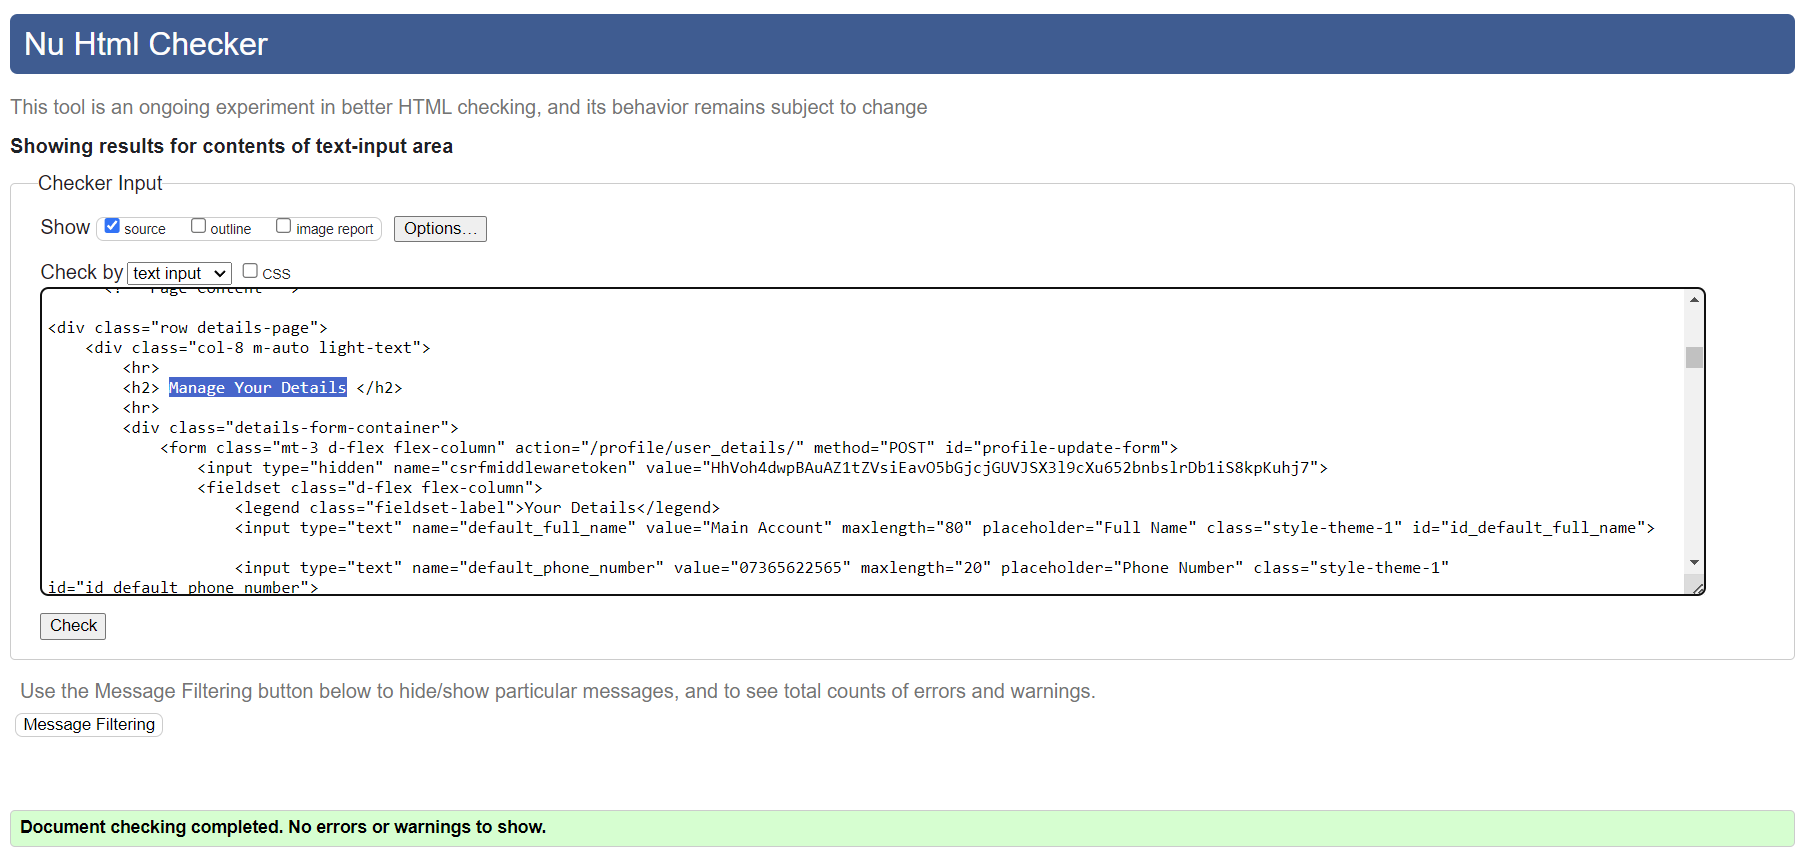 Nu Html Checker
This tool is an ongoing experiment in better HTML checking, and its behavior remains subject to change
Showing results for contents of text-input area
Checker Input
Show source outline image report Options...
Check by text input CSS
<!-- Page Content -->
<div class="row details-page">
<div class="col-8 m-auto light-text">
<hr>
<h2> Manage Your Details </h2>
<hr>
<div class="details-form-container">
<form class="mt-3 d-flex flex-column" action="/profile/user_details/" method="POST" id="profile-update-form">
<input type="hidden" name="csrfmiddlewaretoken" value="HhVoh4dwpBAuAZ1tZVsiEavO5bGjcjGUVJSX3l9cXu652bnbslrDb1iS8kpKuhj7">
<fieldset class="d-flex flex-column">
<legend class="fieldset-label">Your Details</legend>
<input type="text" name="default_full_name" value="Main Account" maxlength="80" placeholder="Full Name" class="style-theme-1" id="id_default_full_name">
<input type="text" name="default_phone_number" value="07365622565" maxlength="20" placeholder="Phone Number" class="style-theme-1"
id="id_default_phone_number">
Check
Use the Message Filtering button below to hide/show particular messages, and to see total counts of errors and warnings.
Message Filtering
Document checking completed. No errors or warnings to show.